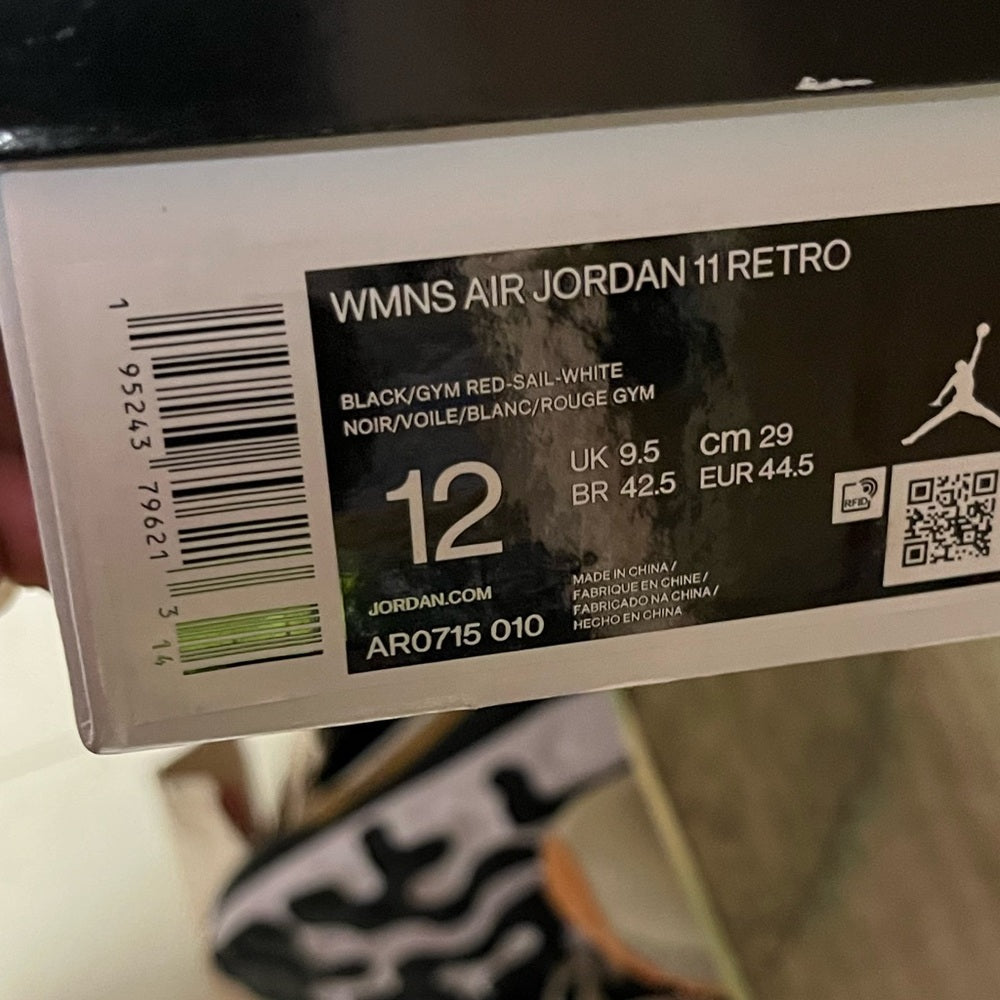 WMNS AIR JORDAN 11 RETRO
BLACK/GYM RED-SAIL-WHITE
NOIR/VOILE/BLANC/ROUGE GYM
12
UK 9.5 cm 29
BR 42.5 EUR 44.5
RFID
JORDAN.COM
AR0715 010
MADE IN CHINA /
FABRIQUE EN CHINE /
FABRICADO NA CHINA /
HECHO EN CHINA
1 95243 79621 3 14